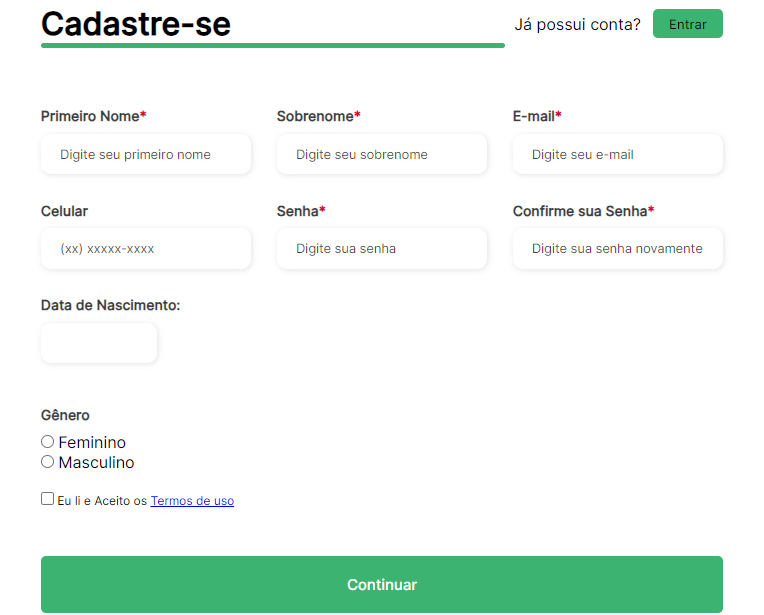 Cadastre-se
Já possui conta? Entrar
Primeiro Nome* Sobrenome* E-mail*
Digite seu primeiro nome Digite seu sobrenome Digite seu e-mail
Celular Senha* Confirme sua Senha*
(xx) xxxxx-xxxx Digite sua senha Digite sua senha novamente
Data de Nascimento:
Gênero
Feminino
Masculino
Eu li e Aceito os Termos de uso
Continuar